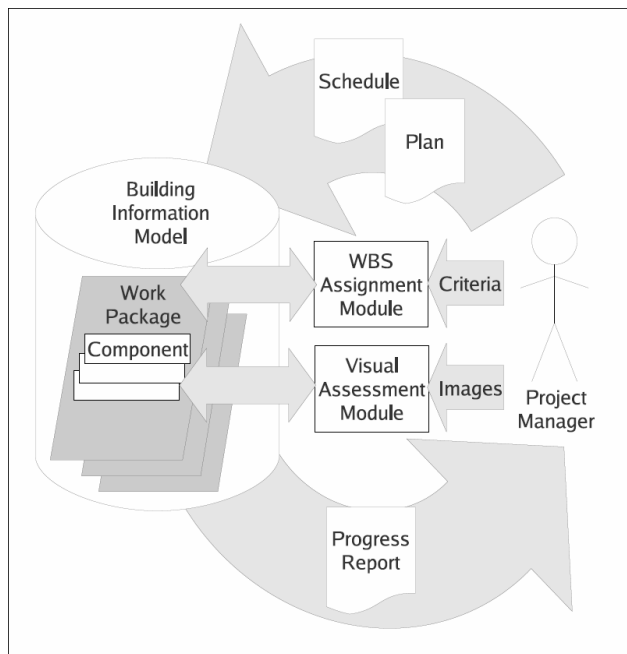 Schedule
Plan
Building
Information
Model
WBS
Assignment
Module
Criteria
Work
Package
Component
Visual
Assessment
Module
Images
Project
Manager
Progress
Report